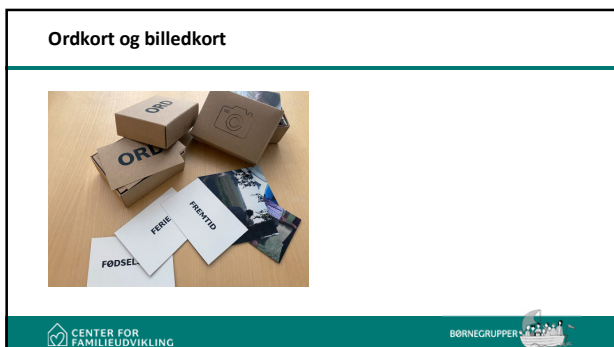 Ordkort og billedkort
ORD
ORD
FERIE
FREMTID
FØDSEL
CENTER FOR
FAMILIEUDVIKLING
BØRNEGRUPPER